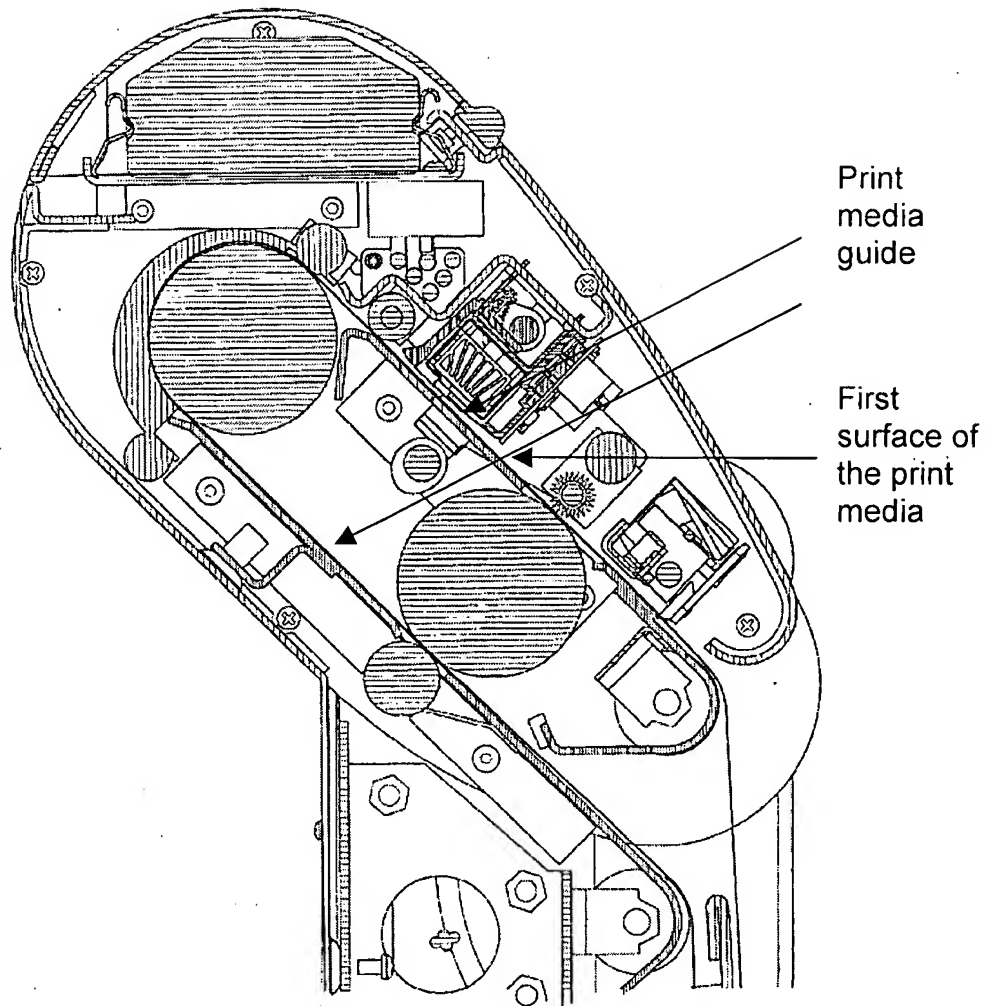 Print
media
guide
First
surface of
the print
media